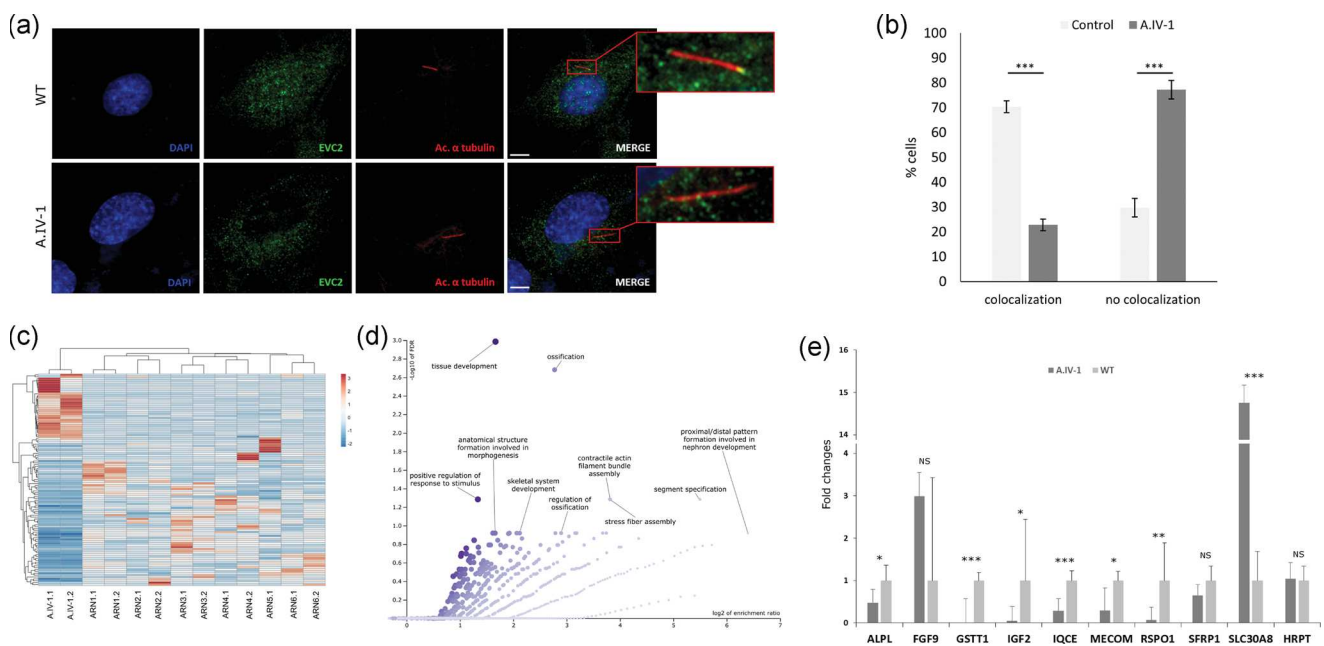 (a)
WT
DAPI
EVC2
Ac. α tubulin
MERGE
A.IV-1
DAPI
EVC2
Ac. α tubulin
MERGE
(b)
Control
A.IV-1
100
90
80
70
60
50
40
30
20
10
0
% cells
***
***
colocalization
no colocalization
(c)
3
2
1
0
-1
-2
A.IV-1.1
A.IV-1.2
ARN1.1
ARN1.2
ARN2.1
ARN2.2
ARN3.1
ARN3.2
ARN4.1
ARN4.2
ARN5.1
ARN6.1
ARN6.2
(d)
3.0
2.8
2.6
2.4
2.2
2.0
1.8
1.6
1.4
1.2
1.0
0.8
0.6
0.4
0.2
-Log10 of FDR
tissue development
ossification
anatomical structure
formation involved in
morphogenesis
positive regulation of
response to stimulus
skeletal system
development
regulation of
ossification
contractile actin
filament bundle
assembly
stress fiber assembly
segment specification
proximal/distal pattern
formation involved in
nephron development
log2 of enrichment ratio
-1
0
1
2
3
4
5
6
7
(e)
A.IV-1
WT
16
15
14
4
3
2
1
0
Fold changes
*
NS
***
*
***
*
**
NS
***
NS
ALPL
FGF9
GSTT1
IGF2
IQCE
MECOM
RSPO1
SFRP1
SLC30A8
HRPT